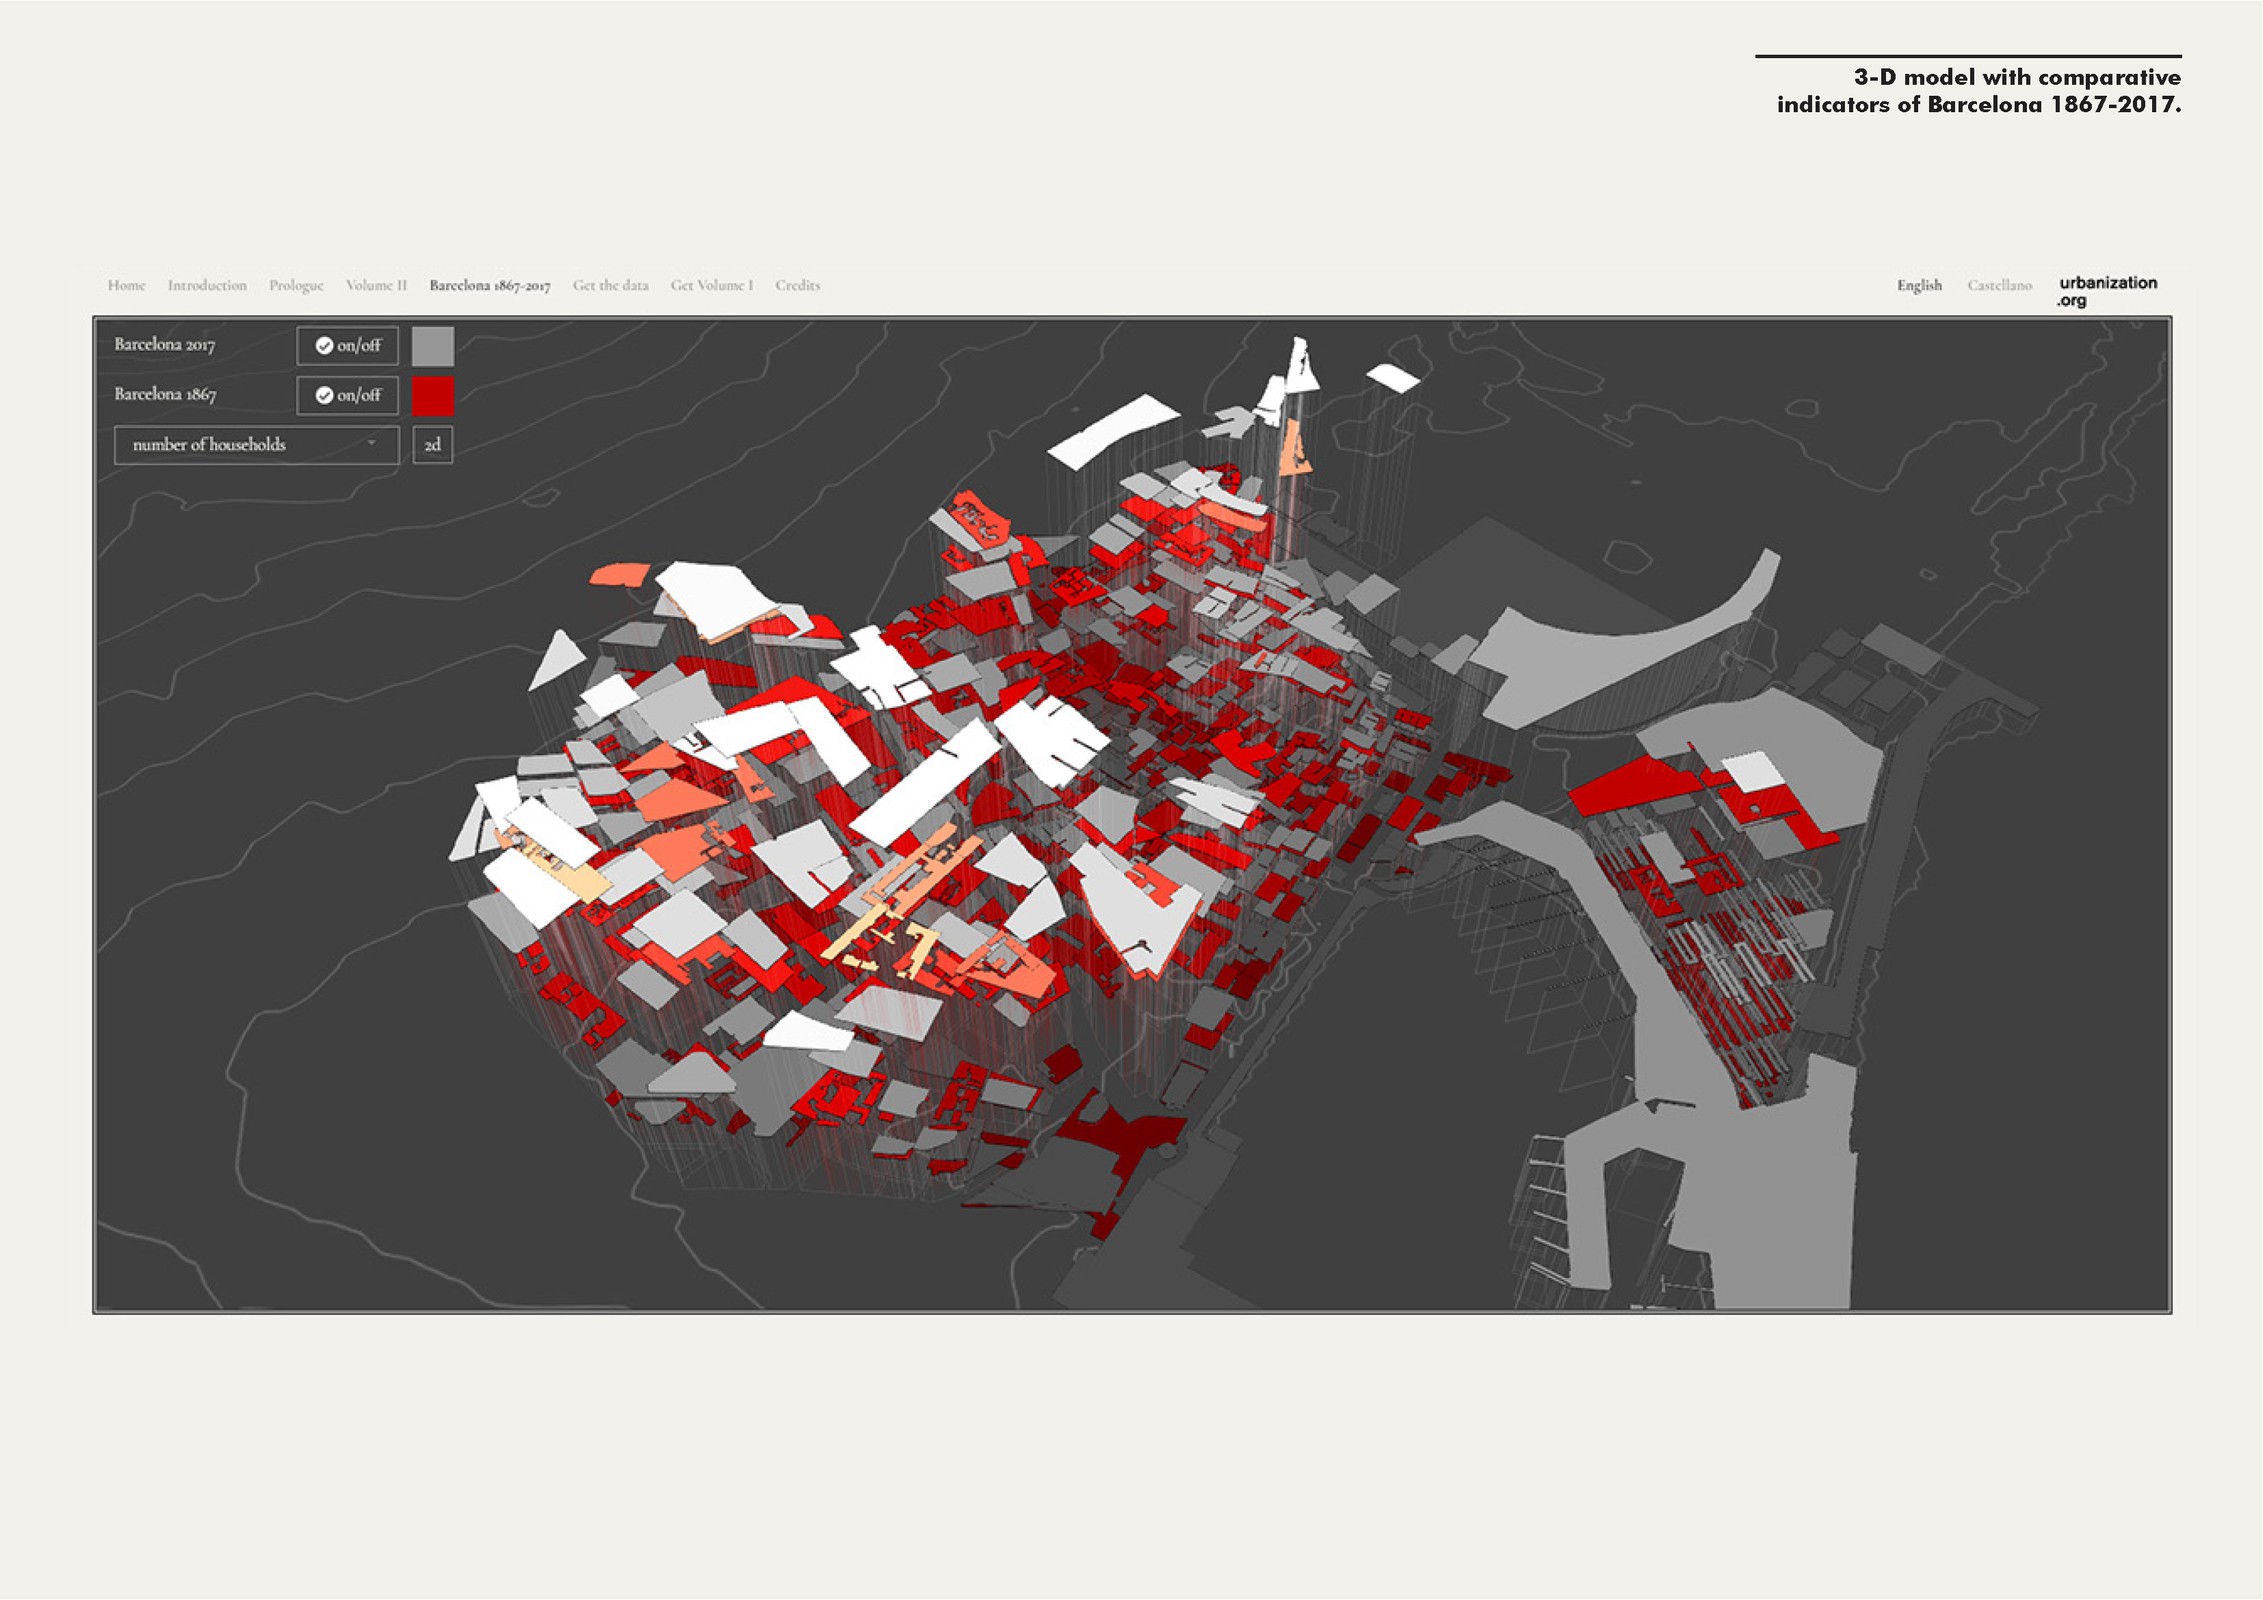 3-D model with comparative
indicators of Barcelona 1867-2017.
Home Introduction Prologue Volume II Barcelona 1867-2017 Get the data Get Volume I Credits
English Castellano urbanization
.org
Barcelona 2017 on/off
Barcelona 1867 on/off
number of households 2d